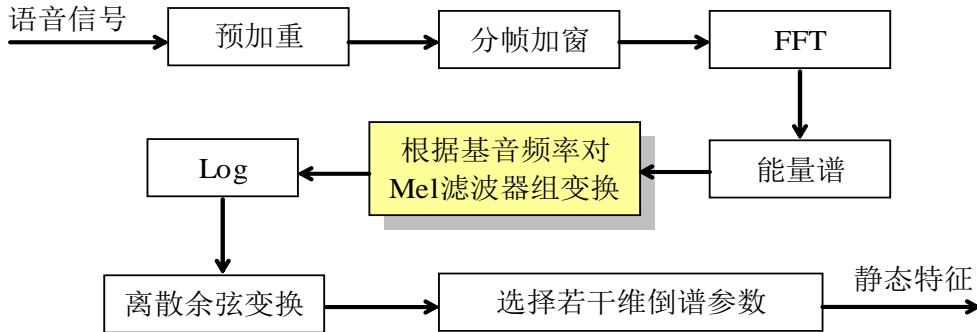 语音信号
预加重
分帧加窗
FFT
能量谱
根据基音频率对
Mel滤波器组变换
Log
离散余弦变换
选择若干维倒谱参数
静态特征